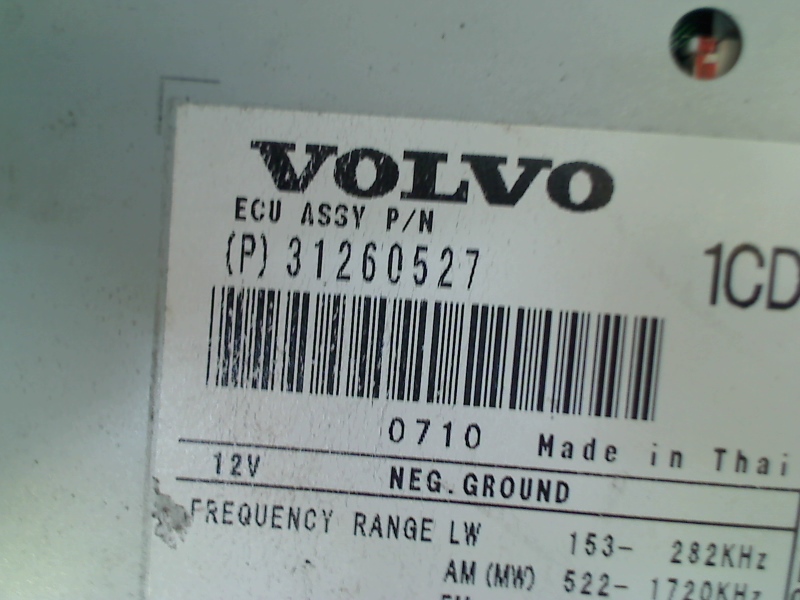 VOLVO
ECU ASSY P/N
(P) 31260527
1CD
0710 Made in Thai
12V NEG. GROUND
FREQUENCY RANGE LW 153- 282KHz
AM (MW) 522- 1720KHz